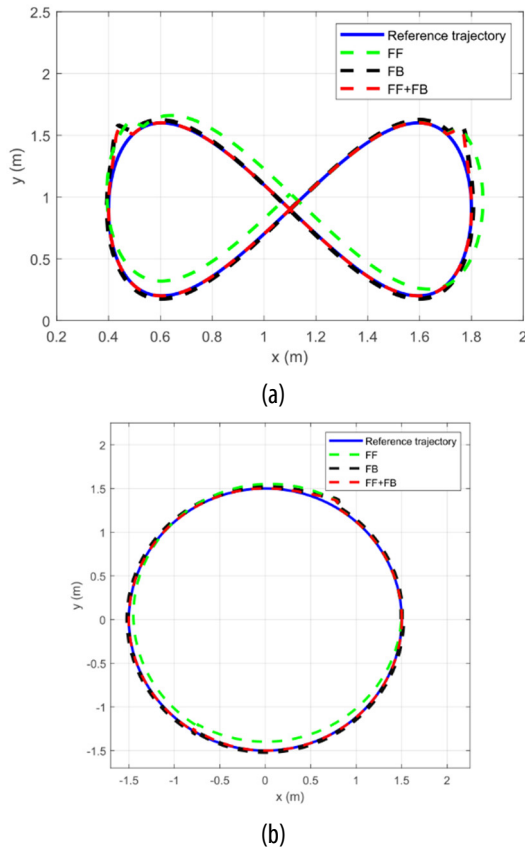 2.5
2
1.5
1
0.5
0
y (m)
Reference trajectory
FF
FB
FF+FB
0.2 0.4 0.6 0.8 1 1.2 1.4 1.6 1.8 2
x (m)
(a)
2
1.5
1
0.5
0
-0.5
-1
-1.5
y (m)
Reference trajectory
FF
FB
FF+FB
-1.5 -1 -0.5 0 0.5 1 1.5 2
x (m)
(b)